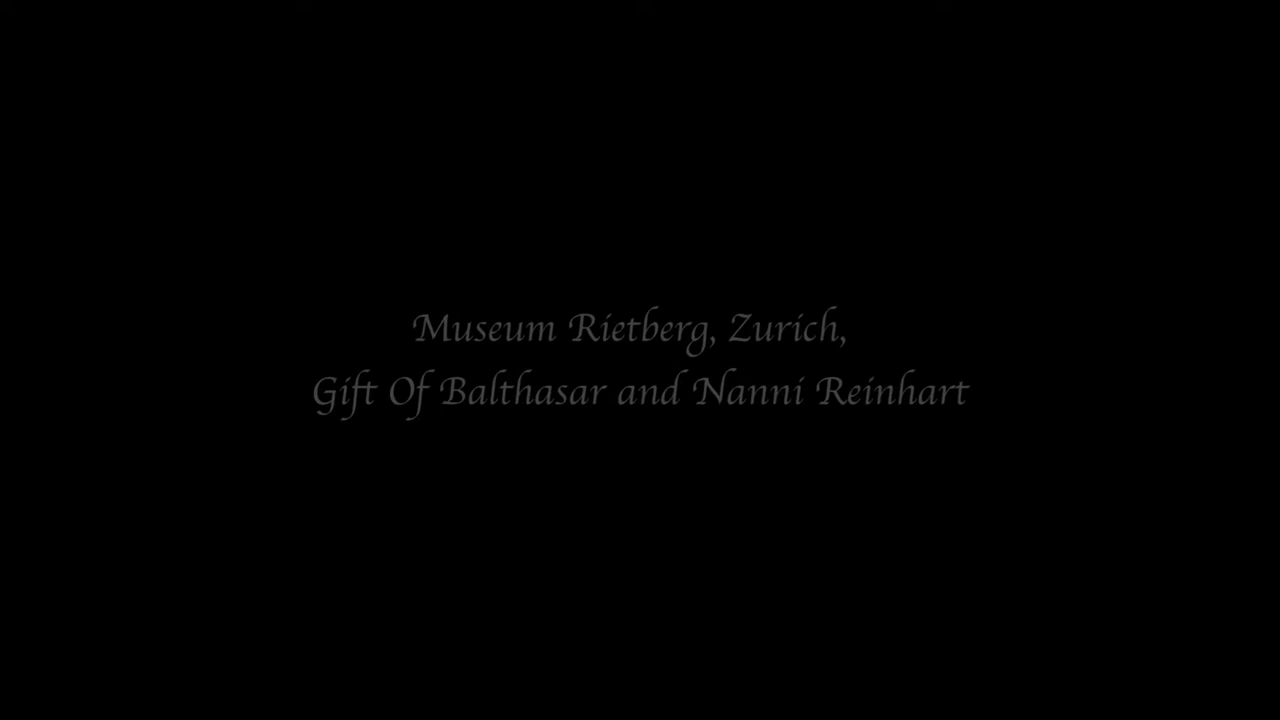 Museum Rietberg, Zurich,
Gift Of Balthasar and Nanni Reinhart